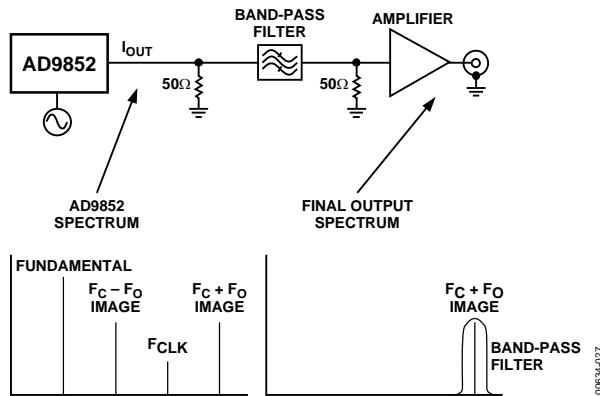 BAND-PASS
FILTER
AMPLIFIER
AD9852
IOUT
50Ω
50Ω
AD9852
SPECTRUM
FINAL OUTPUT
SPECTRUM
FUNDAMENTAL
FC – FO
IMAGE
FCLK
FC + FO
IMAGE
FC + FO
IMAGE
BAND-PASS
FILTER
00634-027